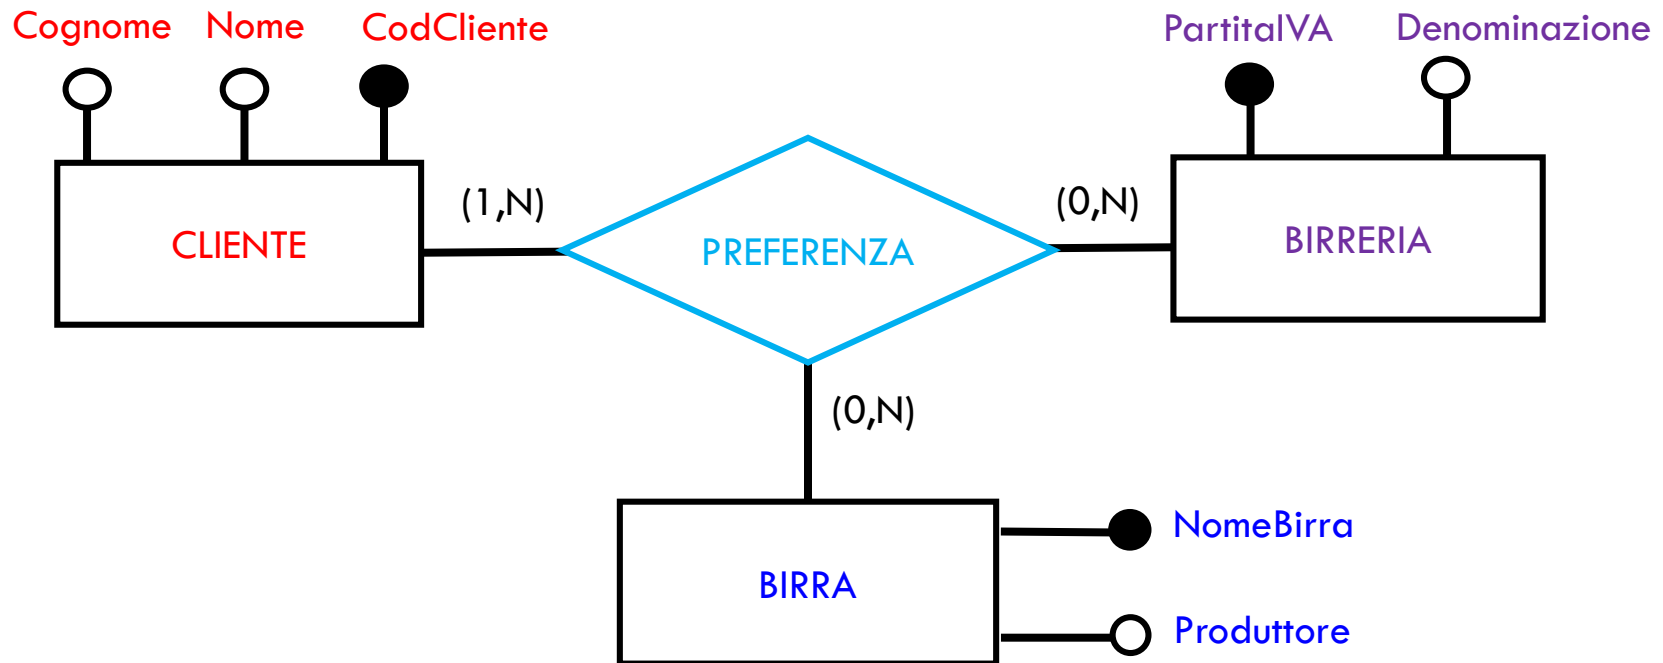 Cognome Nome CodCliente PartitaIVA Denominazione
(1,N) (0,N)
CLIENTE PREFERENZA BIRRERIA
(0,N)
NomeBirra
BIRRA
Produttore